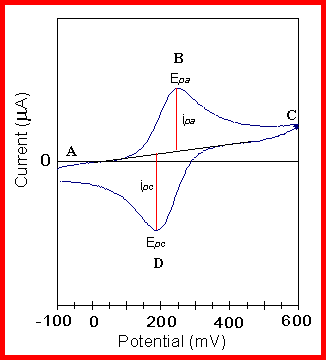 B
Epa
C
ipa
Current (µA)
A
0
ipc
Epc
D
-100 0 200 400 600
Potential (mV)